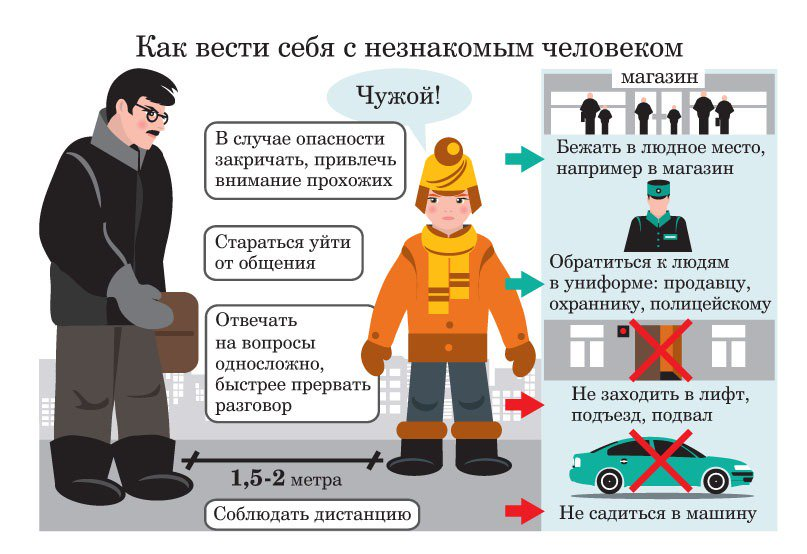 Как вести себя с незнакомым человеком
Чужой!
В случае опасности
закричать, привлечь
внимание прохожих
Стараться уйти
от общения
Отвечать
на вопросы
односложно,
быстрее прервать
разговор
1,5-2 метра
Соблюдать дистанцию
магазин
Бежать в людное место,
например в магазин
Обратиться к людям
в униформе: продавцу,
охраннику, полицейскому
Не заходить в лифт,
подъезд, подвал
Не садиться в машину